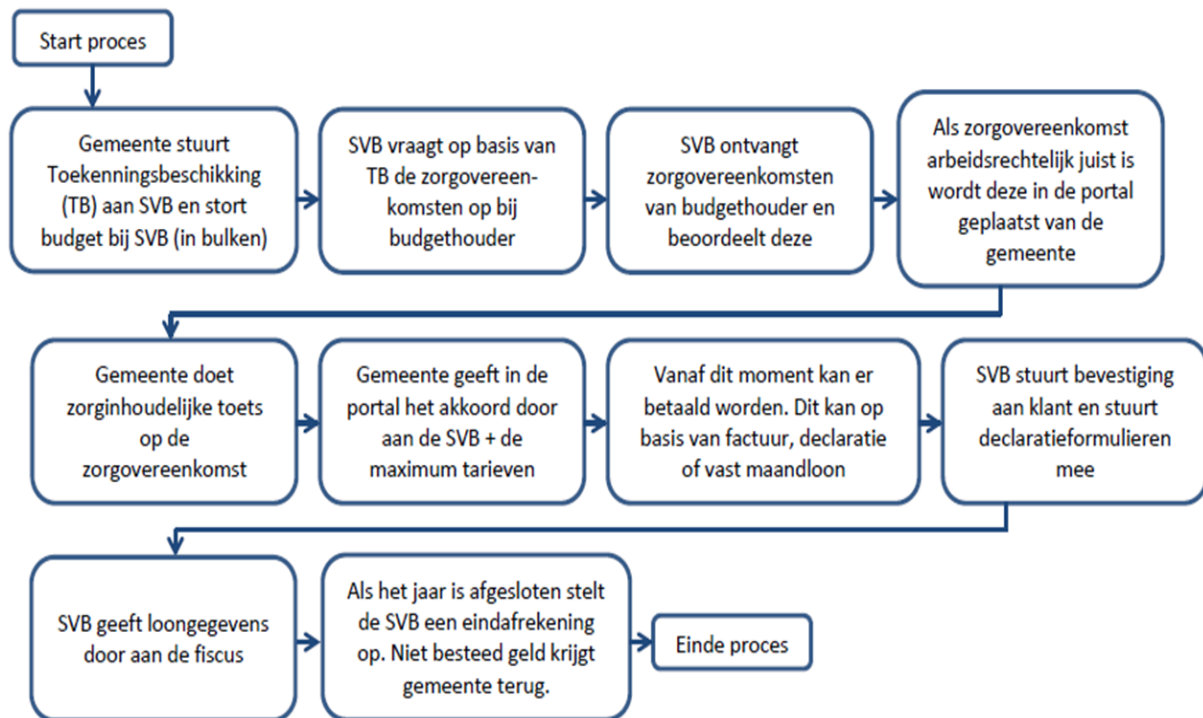 Start proces
Gemeente stuurt
Toekenningsbeschikking
(TB) aan SVB en stort
budget bij SVB (in bulken)
SVB vraagt op basis van
TB de zorgovereen-
komsten op bij
budgethouder
SVB ontvangt
zorgovereenkomsten
van budgethouder en
beoordeelt deze
Als zorgovereenkomst
arbeidsrechtelijk juist is
wordt deze in de portal
geplaatst van de
gemeente
Gemeente doet
zorginhoudelijke toets
op de
zorgovereenkomst
Gemeente geeft in de
portal het akkoord door
aan de SVB + de
maximum tarieven
Vanaf dit moment kan er
betaald worden. Dit kan op
basis van factuur, declaratie
of vast maandloon
SVB stuurt bevestiging
aan klant en stuurt
declaratieformulieren
mee
SVB geeft loongegevens
door aan de fiscus
Als het jaar is afgesloten stelt
de SVB een eindafrekening
op. Niet besteed geld krijgt
gemeente terug.
Einde proces